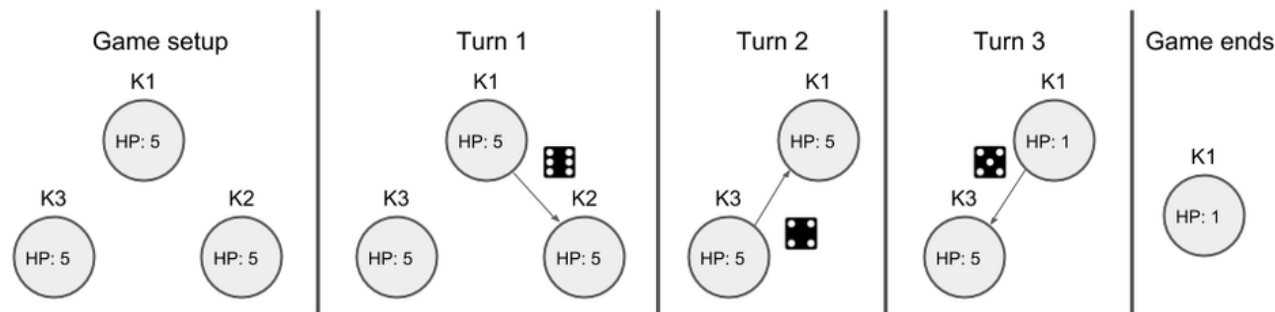 Game setup
K1
HP: 5
K3
K2
HP: 5
HP: 5
Turn 1
K1
HP: 5
K3
K2
HP: 5
HP: 5
Turn 2
K1
HP: 5
K3
HP: 5
Turn 3
K1
HP: 1
K3
HP: 5
Game ends
K1
HP: 1